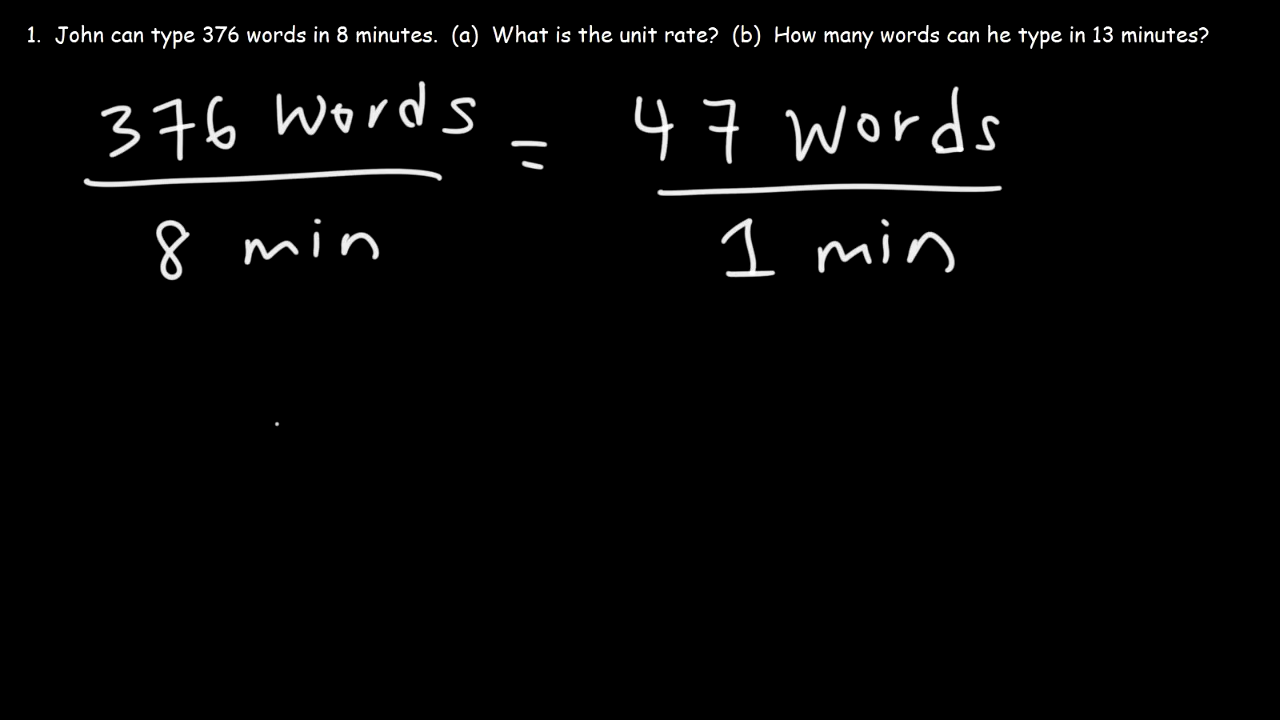 1. John can type 376 words in 8 minutes. (a) What is the unit rate? (b) How many words can he type in 13 minutes?
376 words = 47 words
8 min 1 min